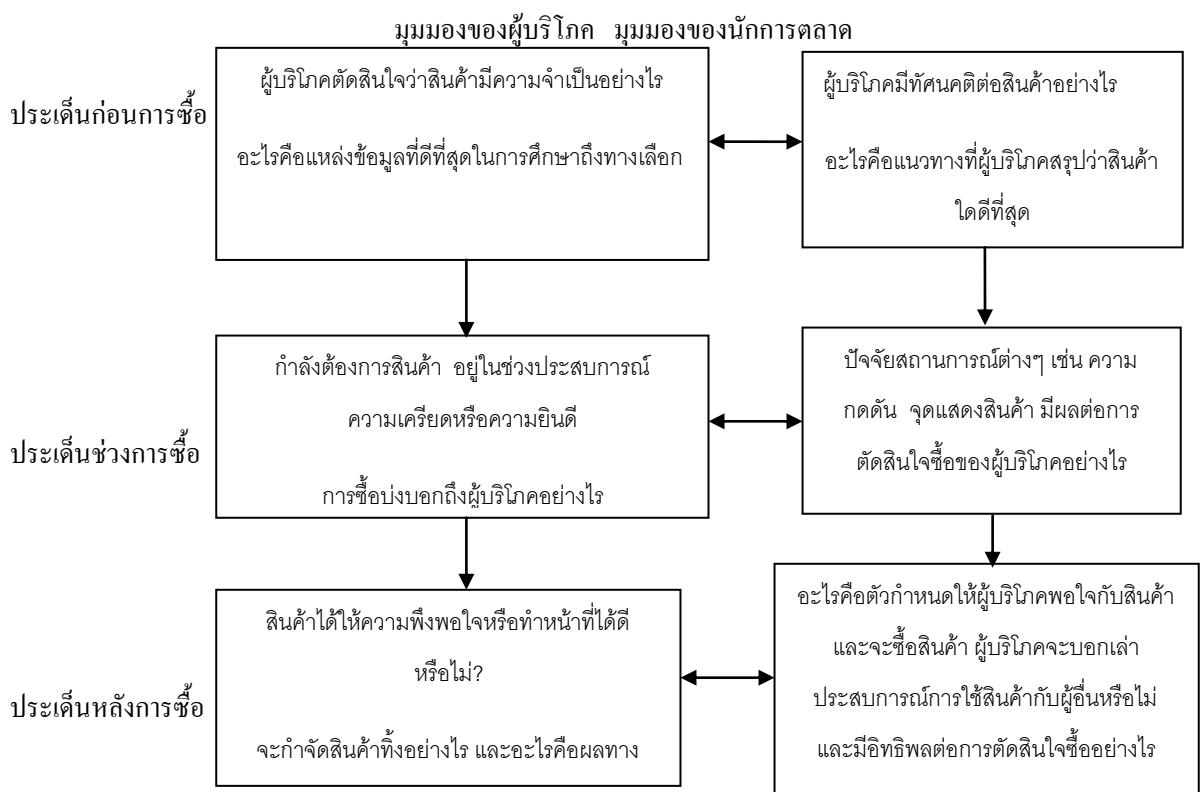 มุมมองของผู้บริโภค มุมมองของนักการตลาด
ประเด็นก่อนการซื้อ
ผู้บริโภคตัดสินใจว่าสินค้ามีความจำเป็นอย่างไร
อะไรคือแหล่งข้อมูลที่ดีที่สุดในการศึกษาถึงทางเลือก
ผู้บริโภคมีทัศนคติต่อสินค้าอย่างไร
อะไรคือแนวทางที่ผู้บริโภคสรุปว่าสินค้า
ใดดีที่สุด
ประเด็นช่วงการซื้อ
กำลังต้องการสินค้า อยู่ในช่วงประสบการณ์
ความเครียดหรือความยินดี
การซื้อบ่งบอกถึงผู้บริโภคอย่างไร
ปัจจัยสถานการณ์ต่างๆ เช่น ความ
กดดัน จุดแสดงสินค้า มีผลต่อการ
ตัดสินใจซื้อของผู้บริโภคอย่างไร
ประเด็นหลังการซื้อ
สินค้าได้ให้ความพึงพอใจหรือทำหน้าที่ได้ดี
หรือไม่?
จะกำจัดสินค้าทิ้งอย่างไร และอะไรคือผลทาง
อะไรคือตัวกำหนดให้ผู้บริโภคพอใจกับสินค้า
และจะซื้อสินค้า ผู้บริโภคจะบอกเล่า
ประสบการณ์การใช้สินค้ากับผู้อื่นหรือไม่
และมีอิทธิพลต่อการตัดสินใจซื้ออย่างไร